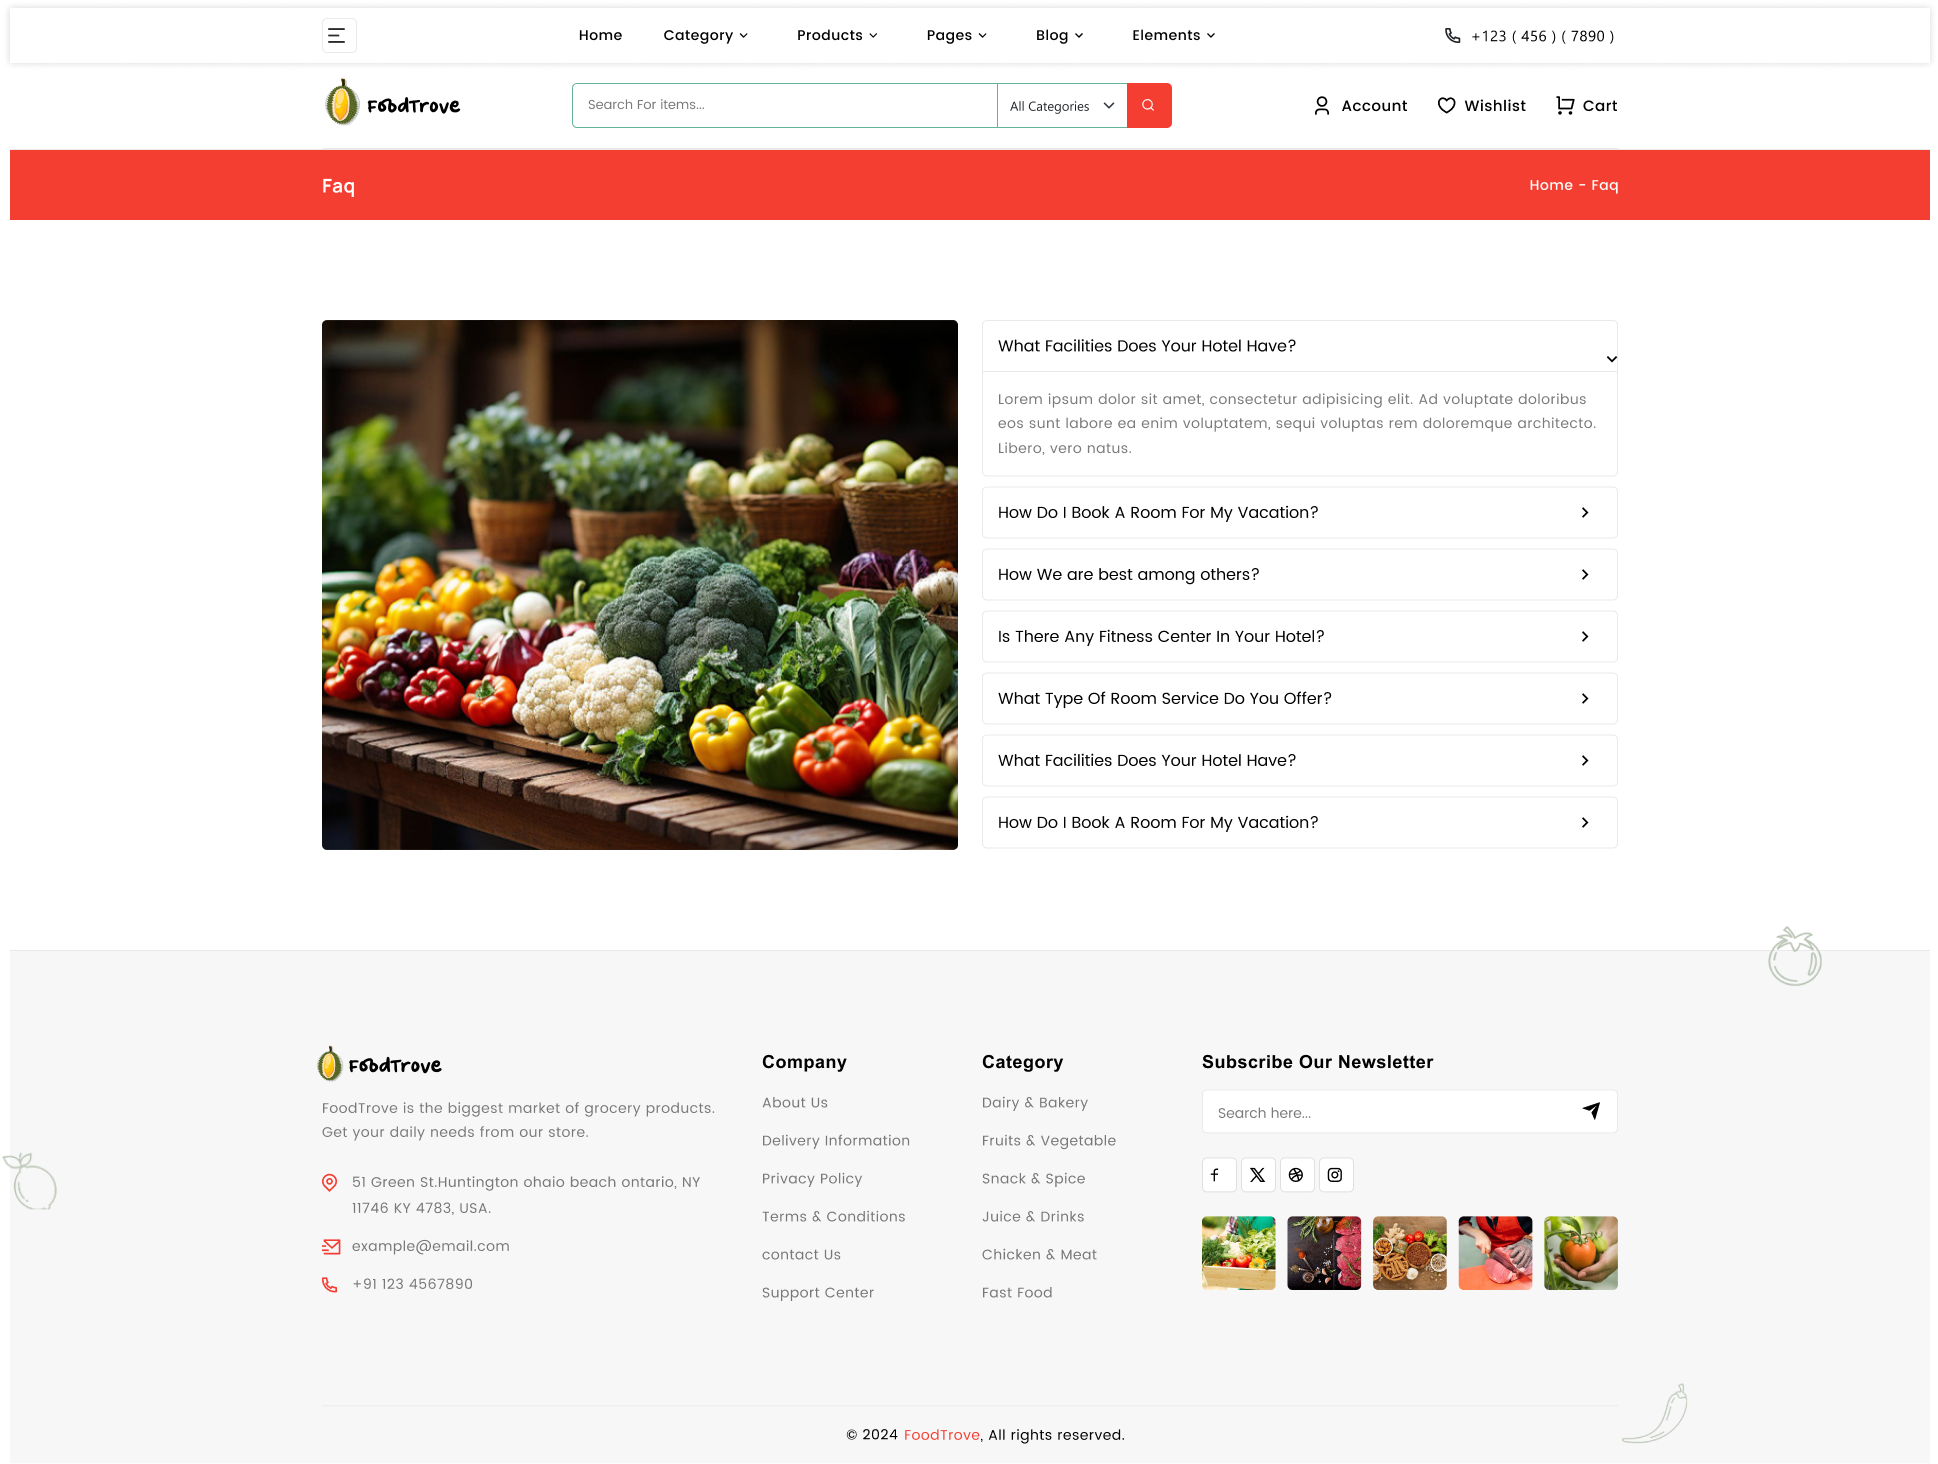 Home Category Products Pages Blog Elements +123 ( 456 ) ( 7890 )
FoodTrove Search For items... All Categories Account Wishlist Cart
Faq Home - Faq
What Facilities Does Your Hotel Have?
Lorem ipsum dolor sit amet, consectetur adipisicing elit. Ad voluptate doloribus
eos sunt labore ea enim voluptatem, sequi voluptas rem doloremque architecto.
Libero, vero natus.
How Do I Book A Room For My Vacation?
How We are best among others?
Is There Any Fitness Center In Your Hotel?
What Type Of Room Service Do You Offer?
What Facilities Does Your Hotel Have?
How Do I Book A Room For My Vacation?
FoodTrove
FoodTrove is the biggest market of grocery products.
Get your daily needs from our store.
51 Green St.Huntington ohaio beach ontario, NY
11746 KY 4783, USA.
example@email.com
+91 123 4567890
Company
About Us
Delivery Information
Privacy Policy
Terms & Conditions
contact Us
Support Center
Category
Dairy & Bakery
Fruits & Vegetable
Snack & Spice
Juice & Drinks
Chicken & Meat
Fast Food
Subscribe Our Newsletter
Search here...
© 2024 FoodTrove, All rights reserved.